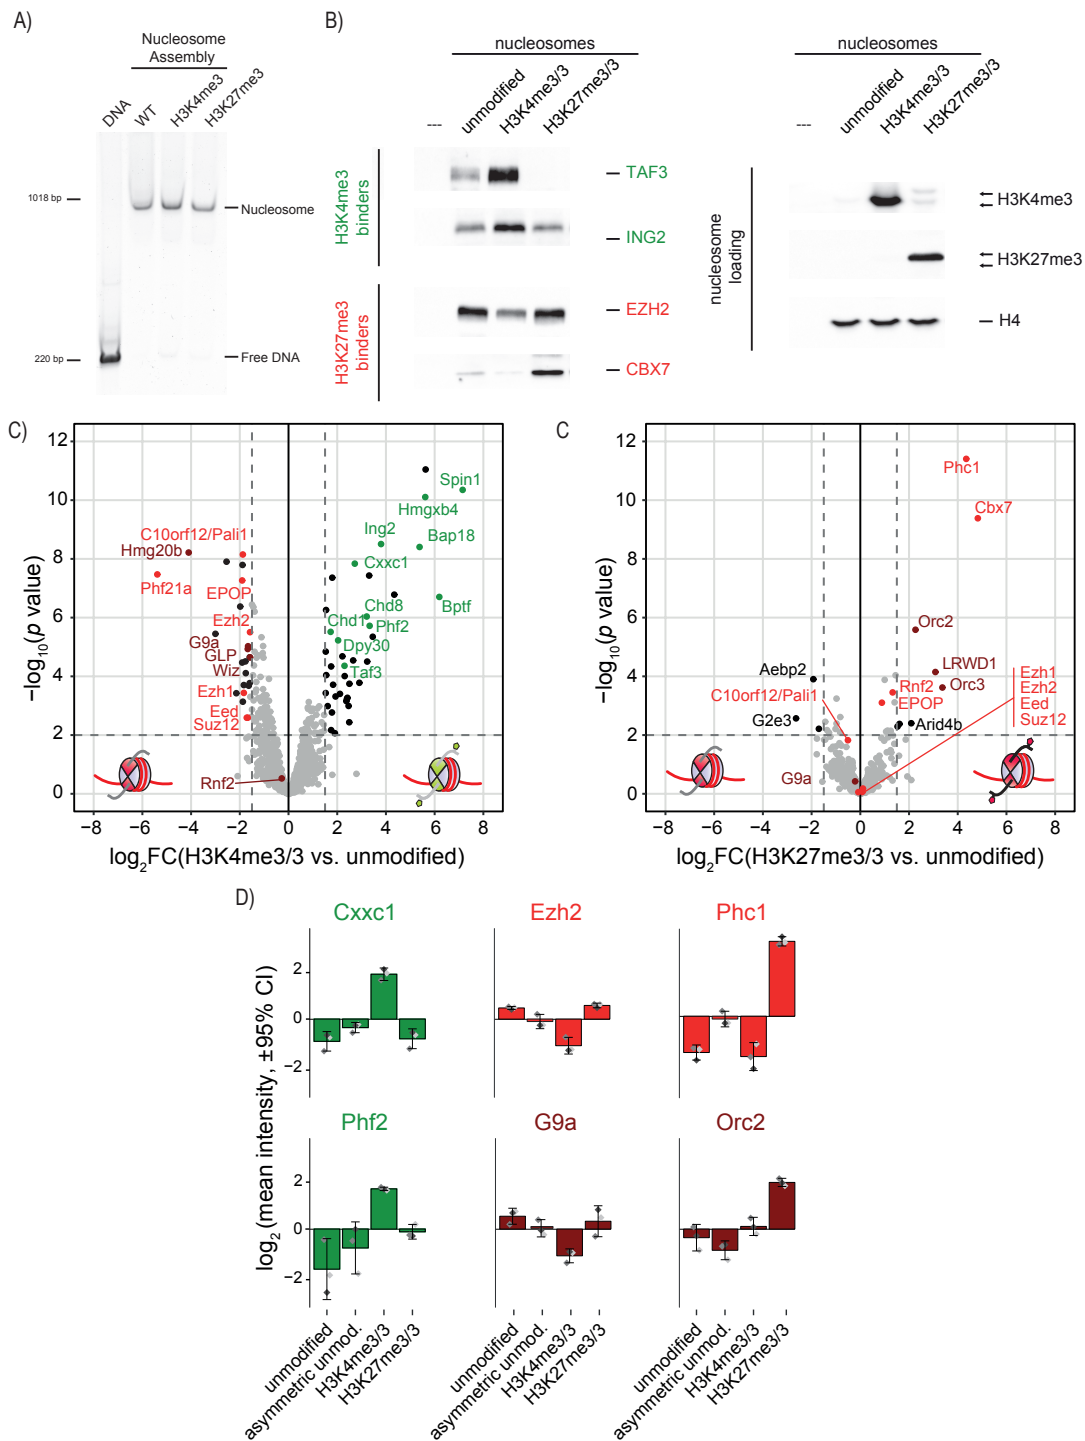 A)
Nucleosome
Assembly
DNA
WT
H3K4me3
H3K27me3
1018 bp
Nucleosome
220 bp
Free DNA
B)
nucleosomes
---
unmodified
H3K4me3/3
H3K27me3/3
H3K4me3
binders
TAF3
ING2
H3K27me3
binders
EZH2
CBX7
nucleosomes
---
unmodified
H3K4me3/3
H3K27me3/3
nucleosome
loading
H3K4me3
H3K27me3
H4
C)
−log10(p value)
12
10
8
6
4
2
0
Spin1
Hmgxb4
Ing2
Bap18
C10orf12/Pali1
Hmg20b
Cxxc1
Phf21a
EPOP
Bptf
Chd8
Ezh2
Chd1
Phf2
G9a
Dpy30
GLP
Taf3
Wiz
Ezh1
Eed
Suz12
Rnf2
−8 −6 −4 −2 0 2 4 6 8
log2FC(H3K4me3/3 vs. unmodified)
C
−log10(p value)
12
10
8
6
4
2
0
Phc1
Cbx7
Orc2
Aebp2
LRWD1
Ezh1
C10orf12/Pali1
Rnf2
Orc3
Ezh2
EPOP
Eed
G2e3
Arid4b
Suz12
G9a
−8 −6 −4 −2 0 2 4 6 8
log2FC(H3K27me3/3 vs. unmodified)
D)
log2(mean intensity, ±95% CI)
Cxxc1
Ezh2
Phc1
2
0
−2
Phf2
G9a
Orc2
2
0
−2
unmodified
asymmetric unmod.
H3K4me3/3
H3K27me3/3
unmodified
asymmetric unmod.
H3K4me3/3
H3K27me3/3
unmodified
asymmetric unmod.
H3K4me3/3
H3K27me3/3